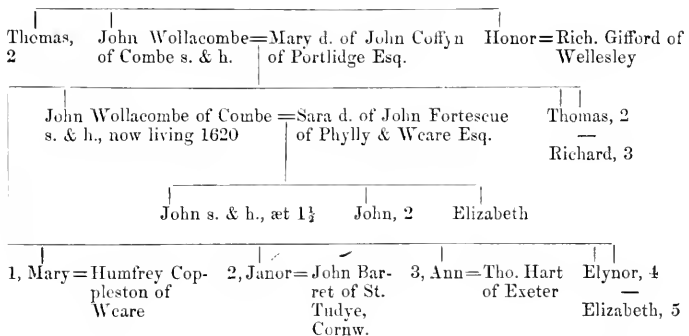 Thomas, John Wollacombe=Mary d. of John Coffyn Honor=Rich. Gifford of
2 of Combe s. & h. of Portlidge Esq. Wellesley
John Wollacombe of Combe =Sara d. of John Fortescue Thomas, 2
s. & h., now living 1620 of Phylly & Weare Esq. —
Richard, 3
John s. & h., æt 1½ John, 2 Elizabeth
1, Mary=Humfrey Cop- 2, Janor=John Bar- 3, Ann=Tho. Hart Elynor, 4
pleston of ret of St. of Exeter —
Weare Tudye, Elizabeth, 5
Cornw.